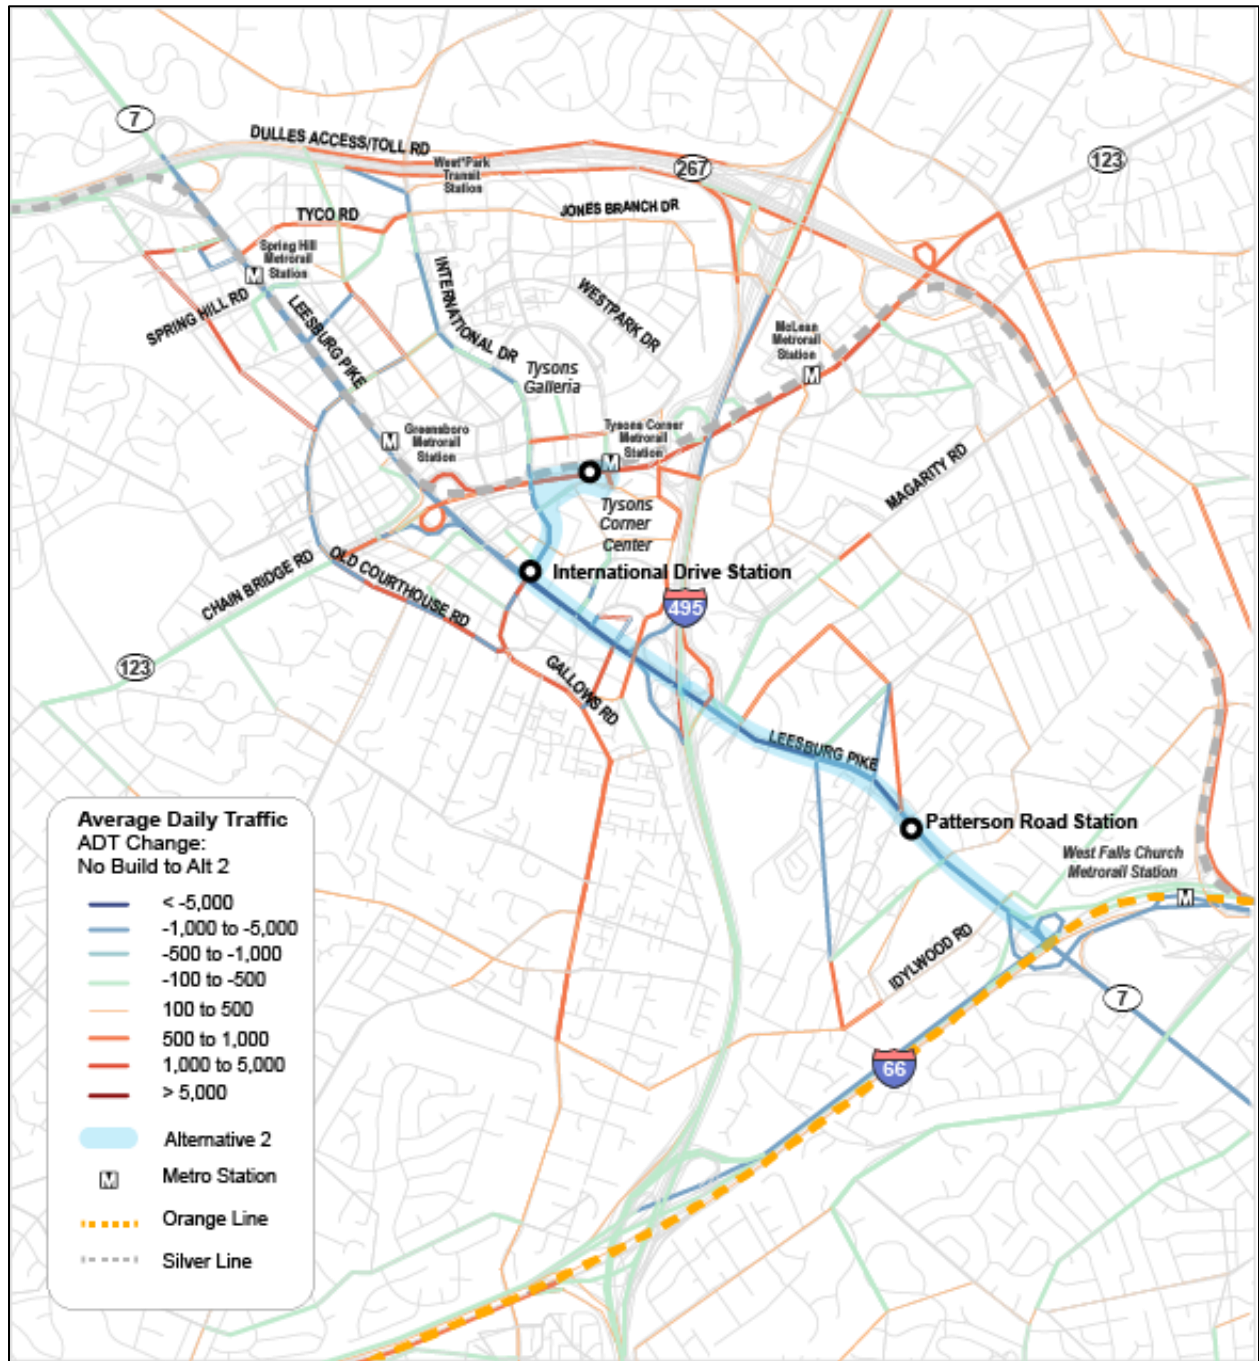 7
DULLES ACCESS/TOLL RD
West*Park
Transit
Station
267
123
TYCO RD
JONES BRANCH DR
Spring Hill
Metrorail
Station
M
SPRING HILL RD
LEESBURG PIKE
INTERNATIONAL DR
WESTPARK DR
McLean
Metrorail
Station
M
Tysons
Galleria
M
Greensboro
Metrorail
Station
Tysons Corner
Metrorail
Station
M
MAGARITY RD
Tysons
Corner
Center
CHAIN BRIDGE RD
OLD COURTHOUSE RD
International Drive Station
495
123
GALLOWS RD
LEESBURG PIKE
Patterson Road Station
West Falls Church
Metrorail Station
M
IDYLWOOD RD
7
66
Average Daily Traffic
ADT Change:
No Build to Alt 2
< -5,000
-1,000 to -5,000
-500 to -1,000
-100 to -500
100 to 500
500 to 1,000
1,000 to 5,000
> 5,000
Alternative 2
M Metro Station
Orange Line
Silver Line